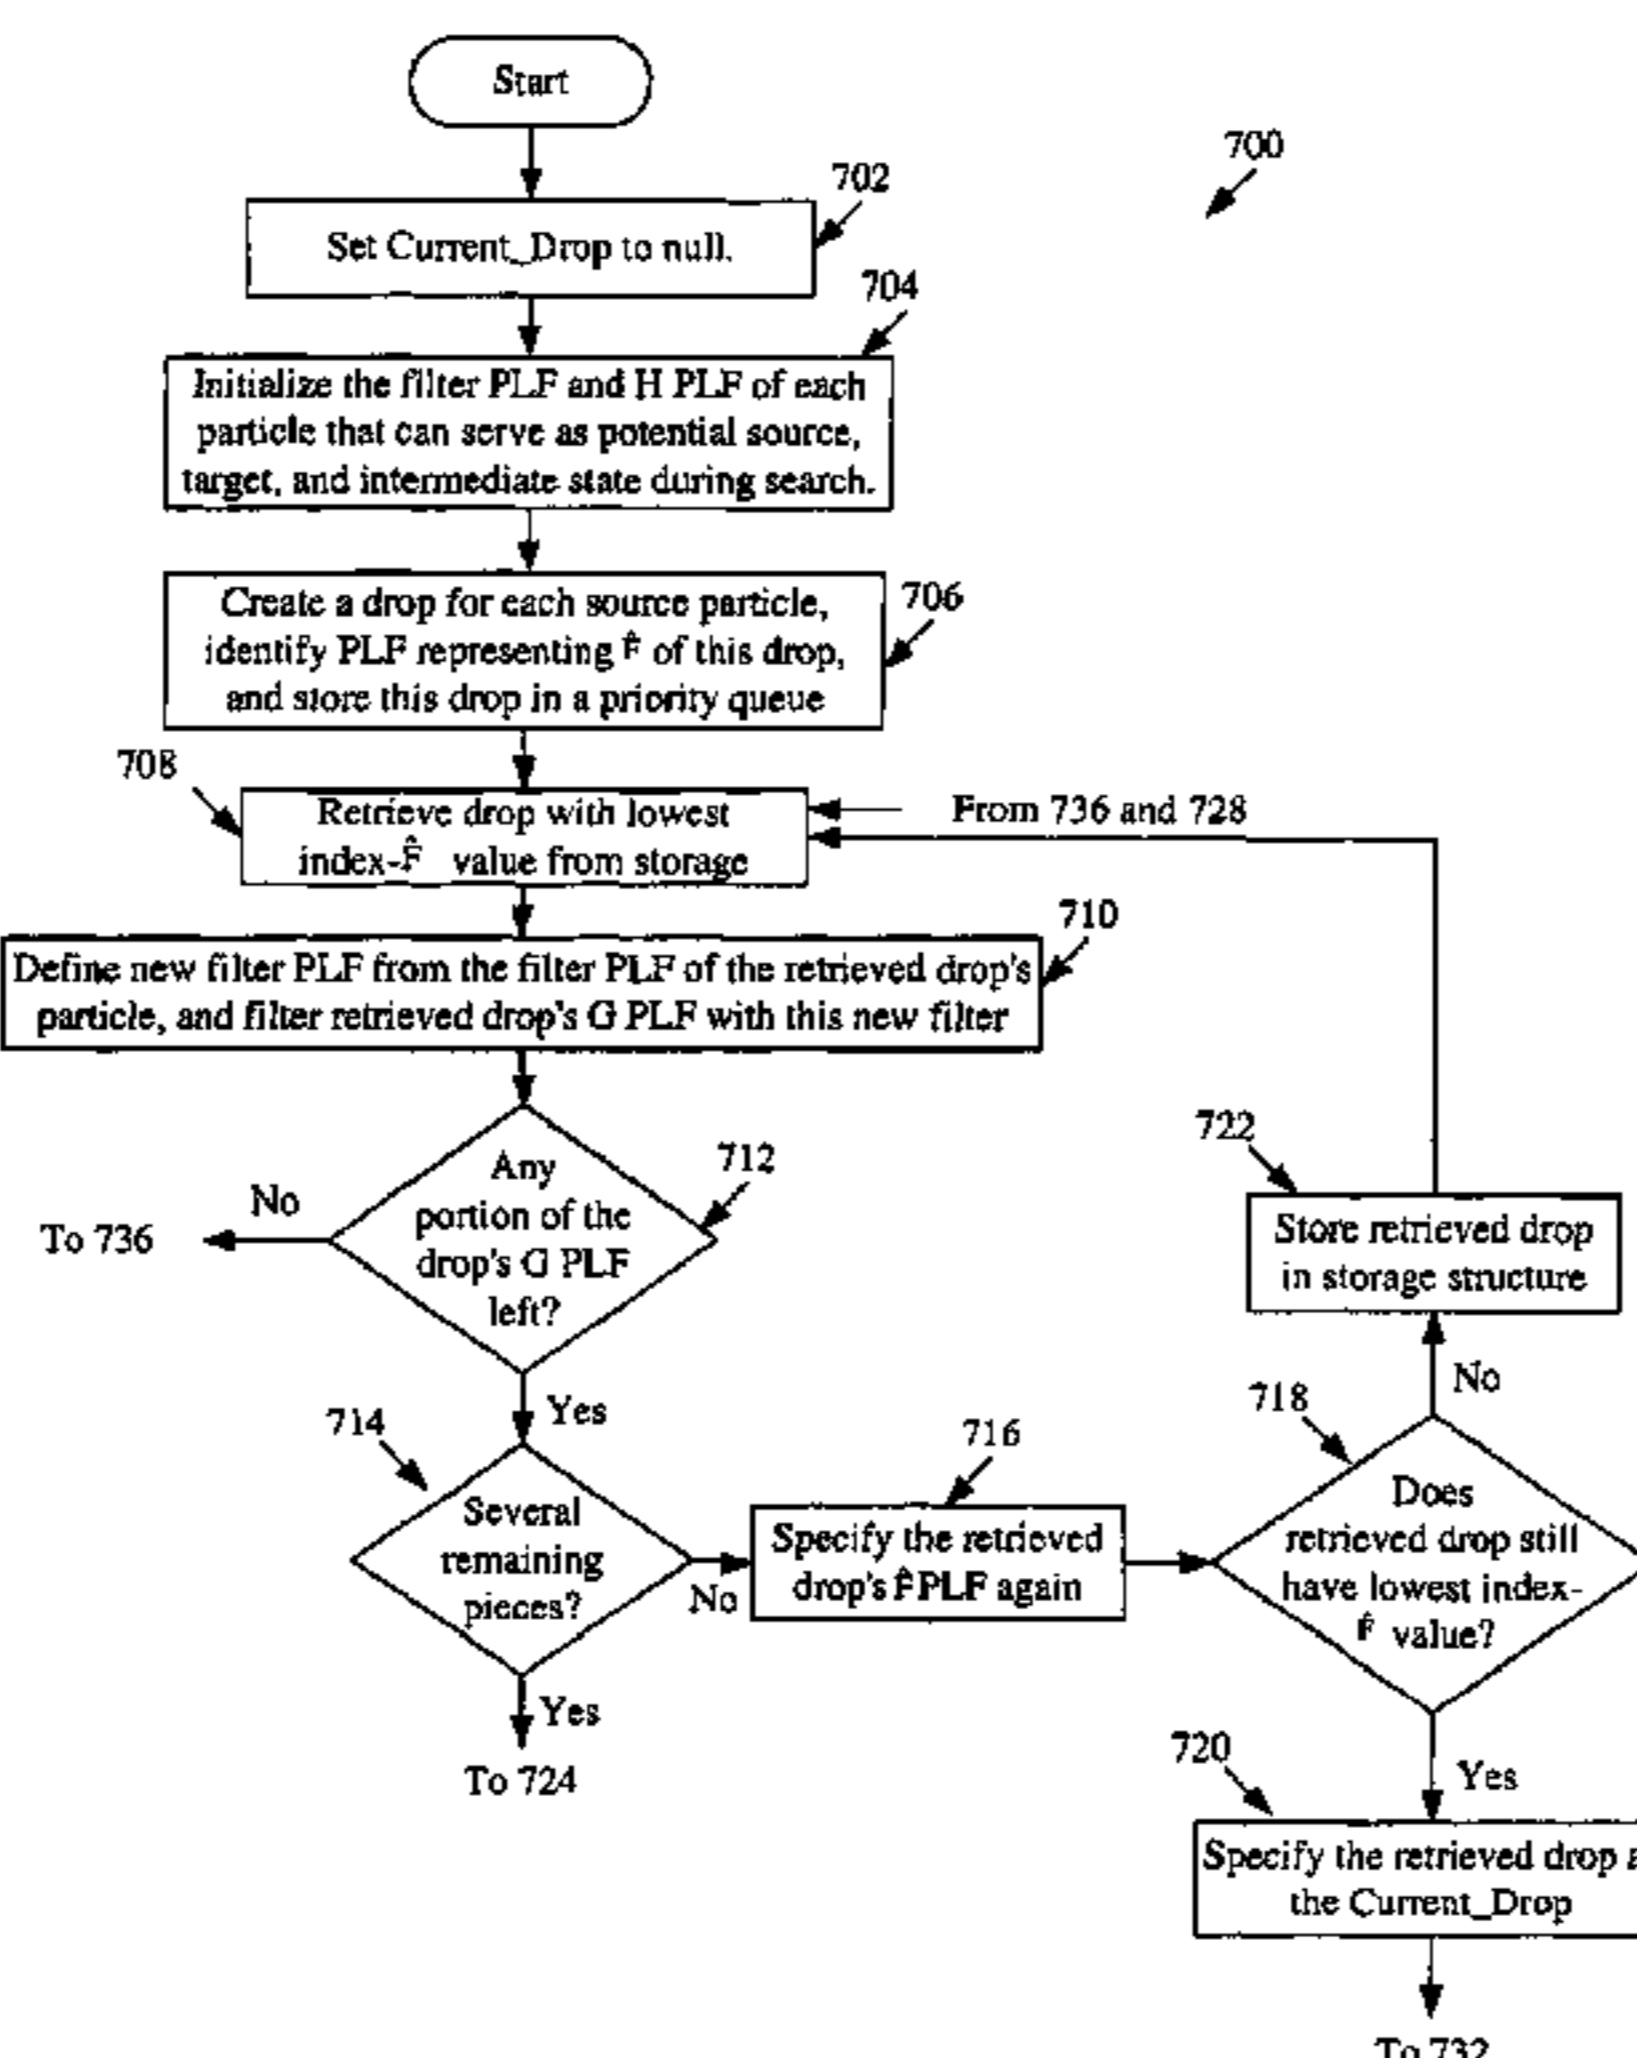 Start
700
702
Set Current_Drop to null.
704
Initialize the filter PLF and H PLF of each
particle that can serve as potential source,
target, and intermediate state during search.
706
Create a drop for each source particle,
identify PLF representing F̂ of this drop,
and store this drop in a priority queue
708
Retrieve drop with lowest
index-F̂ value from storage
From 736 and 728
710
Define new filter PLF from the filter PLF of the retrieved drop's
particle, and filter retrieved drop's G PLF with this new filter
712
Any
portion of the
drop's G PLF
left?
No
To 736
Yes
714
Several
remaining
pieces?
No
Yes
To 724
716
Specify the retrieved
drop's F̂ PLF again
718
Does
retrieved drop still
have lowest index-
F̂ value?
No
722
Store retrieved drop
in storage structure
Yes
720
Specify the retrieved drop
the Current_Drop
To 732